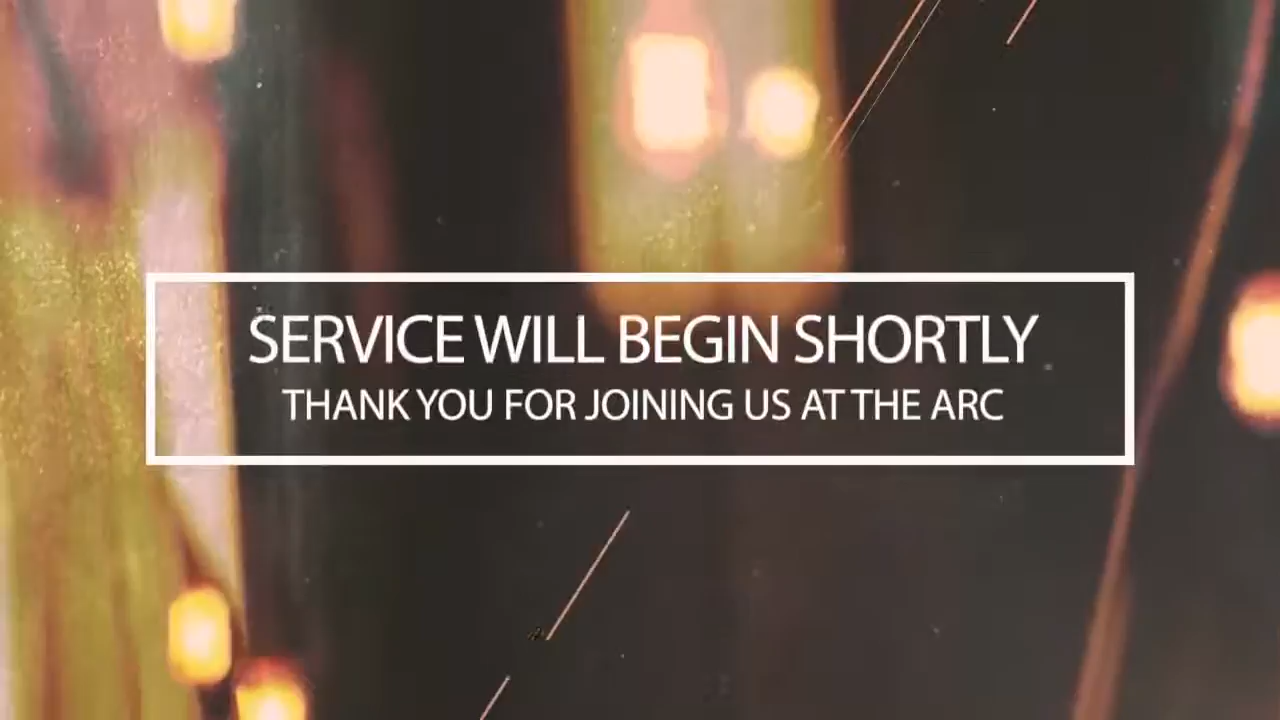 SERVICE WILL BEGIN SHORTLY
THANK YOU FOR JOINING US AT THE ARC